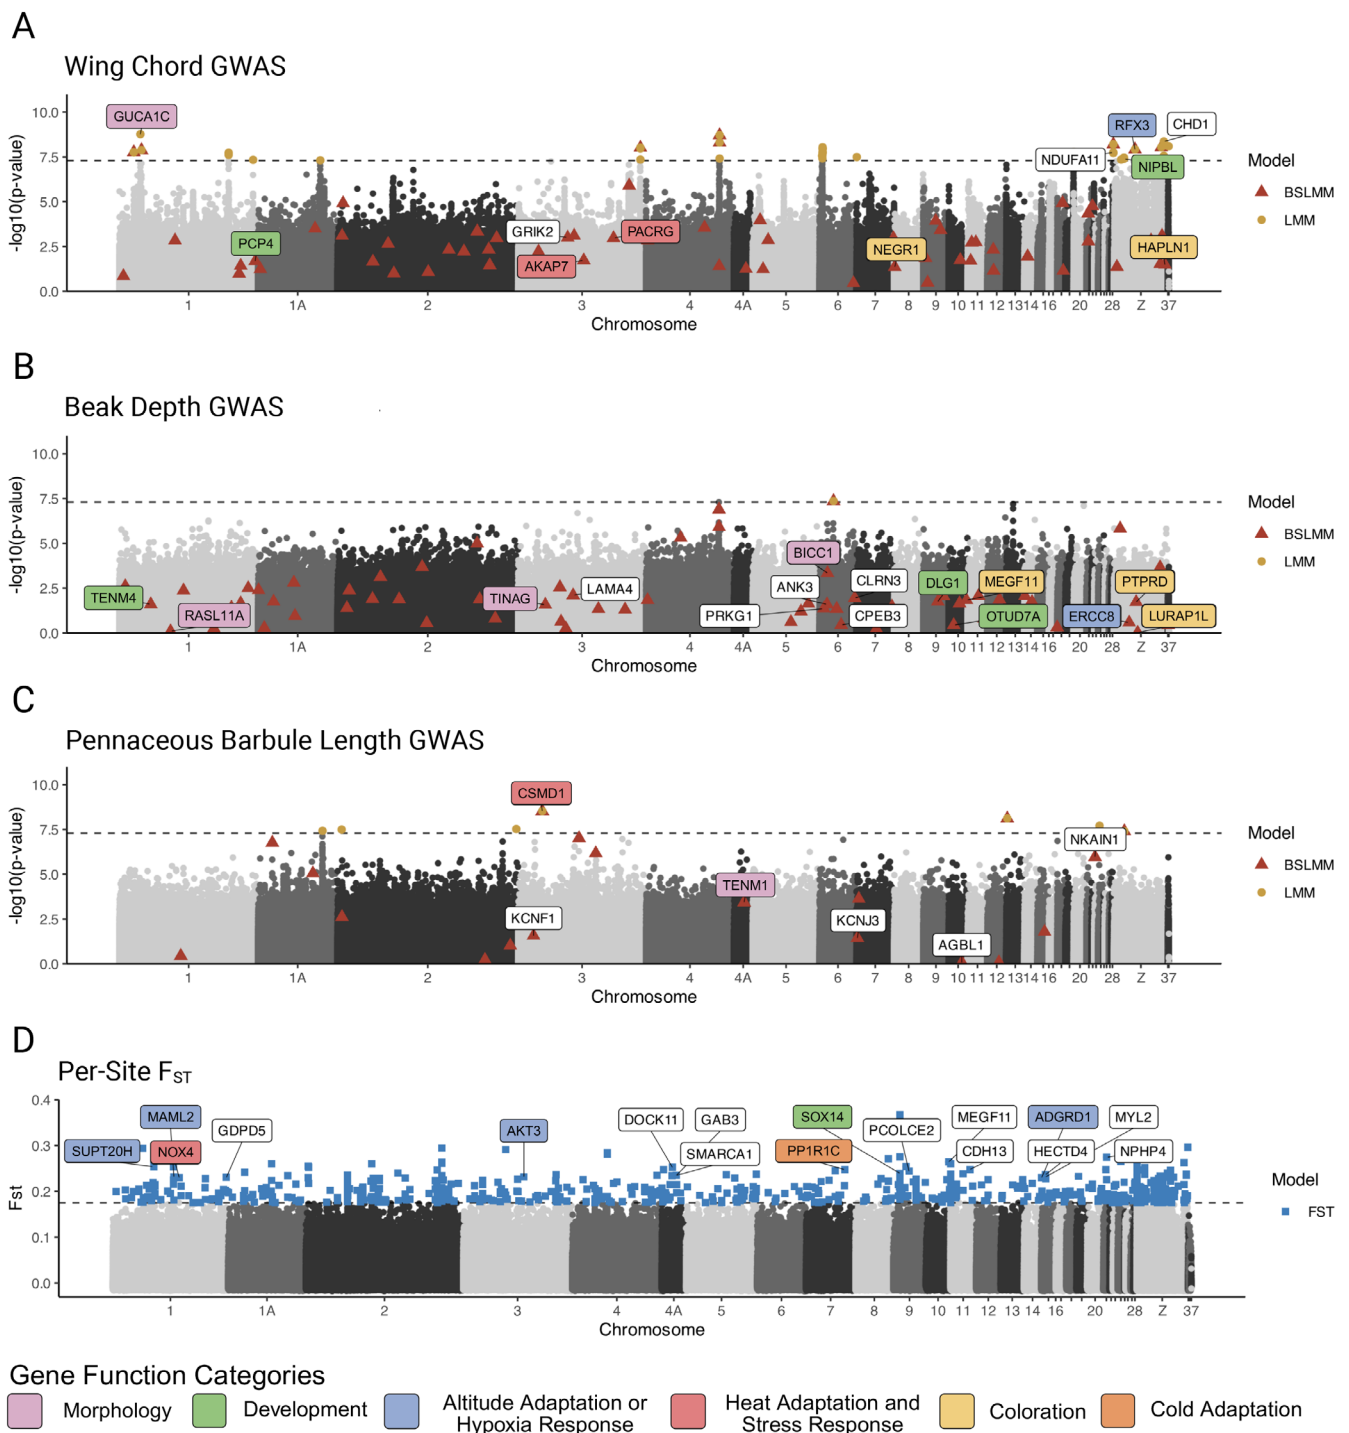 A
Wing Chord GWAS
-log10(p-value)
10.0
7.5
5.0
2.5
0.0
GUCA1C
PCP4
GRIK2
AKAP7
PACRG
NEGR1
NDUFA11
RFX3
CHD1
NIPBL
HAPLN1
1 1A 2 3 4 4A 5 6 7 8 9 10 11 12 13 14 16 20 28 Z 37
Chromosome
Model
BSLMM
LMM
B
Beak Depth GWAS
-log10(p-value)
10.0
7.5
5.0
2.5
0.0
TENM4
RASL11A
TINAG
LAMA4
BICC1
ANK3
PRKG1
CLRN3
CPEB3
DLG1
MEGF11
OTUD7A
ERCC8
PTPRD
LURAP1L
1 1A 2 3 4 4A 5 6 7 8 9 10 11 12 13 14 16 20 28 Z 37
Chromosome
Model
BSLMM
LMM
C
Pennaceous Barbule Length GWAS
-log10(p-value)
10.0
7.5
5.0
2.5
0.0
CSMD1
KCNF1
TENM1
KCNJ3
AGBL1
NKAIN1
1 1A 2 3 4 4A 5 6 7 8 9 10 11 12 13 14 16 20 28 Z 37
Chromosome
Model
BSLMM
LMM
D
Per-Site FST
Fst
0.4
0.3
0.2
0.1
0.0
MAML2
SUPT20H
NOX4
GDPD5
AKT3
DOCK11
GAB3
SMARCA1
SOX14
PP1R1C
PCOLCE2
MEGF11
CDH13
ADGRD1
HECTD4
MYL2
NPHP4
1 1A 2 3 4 4A 5 6 7 8 9 10 11 12 13 14 16 20 28 Z 37
Chromosome
Model
FST
Gene Function Categories
Morphology
Development
Altitude Adaptation or
Hypoxia Response
Heat Adaptation and
Stress Response
Coloration
Cold Adaptation